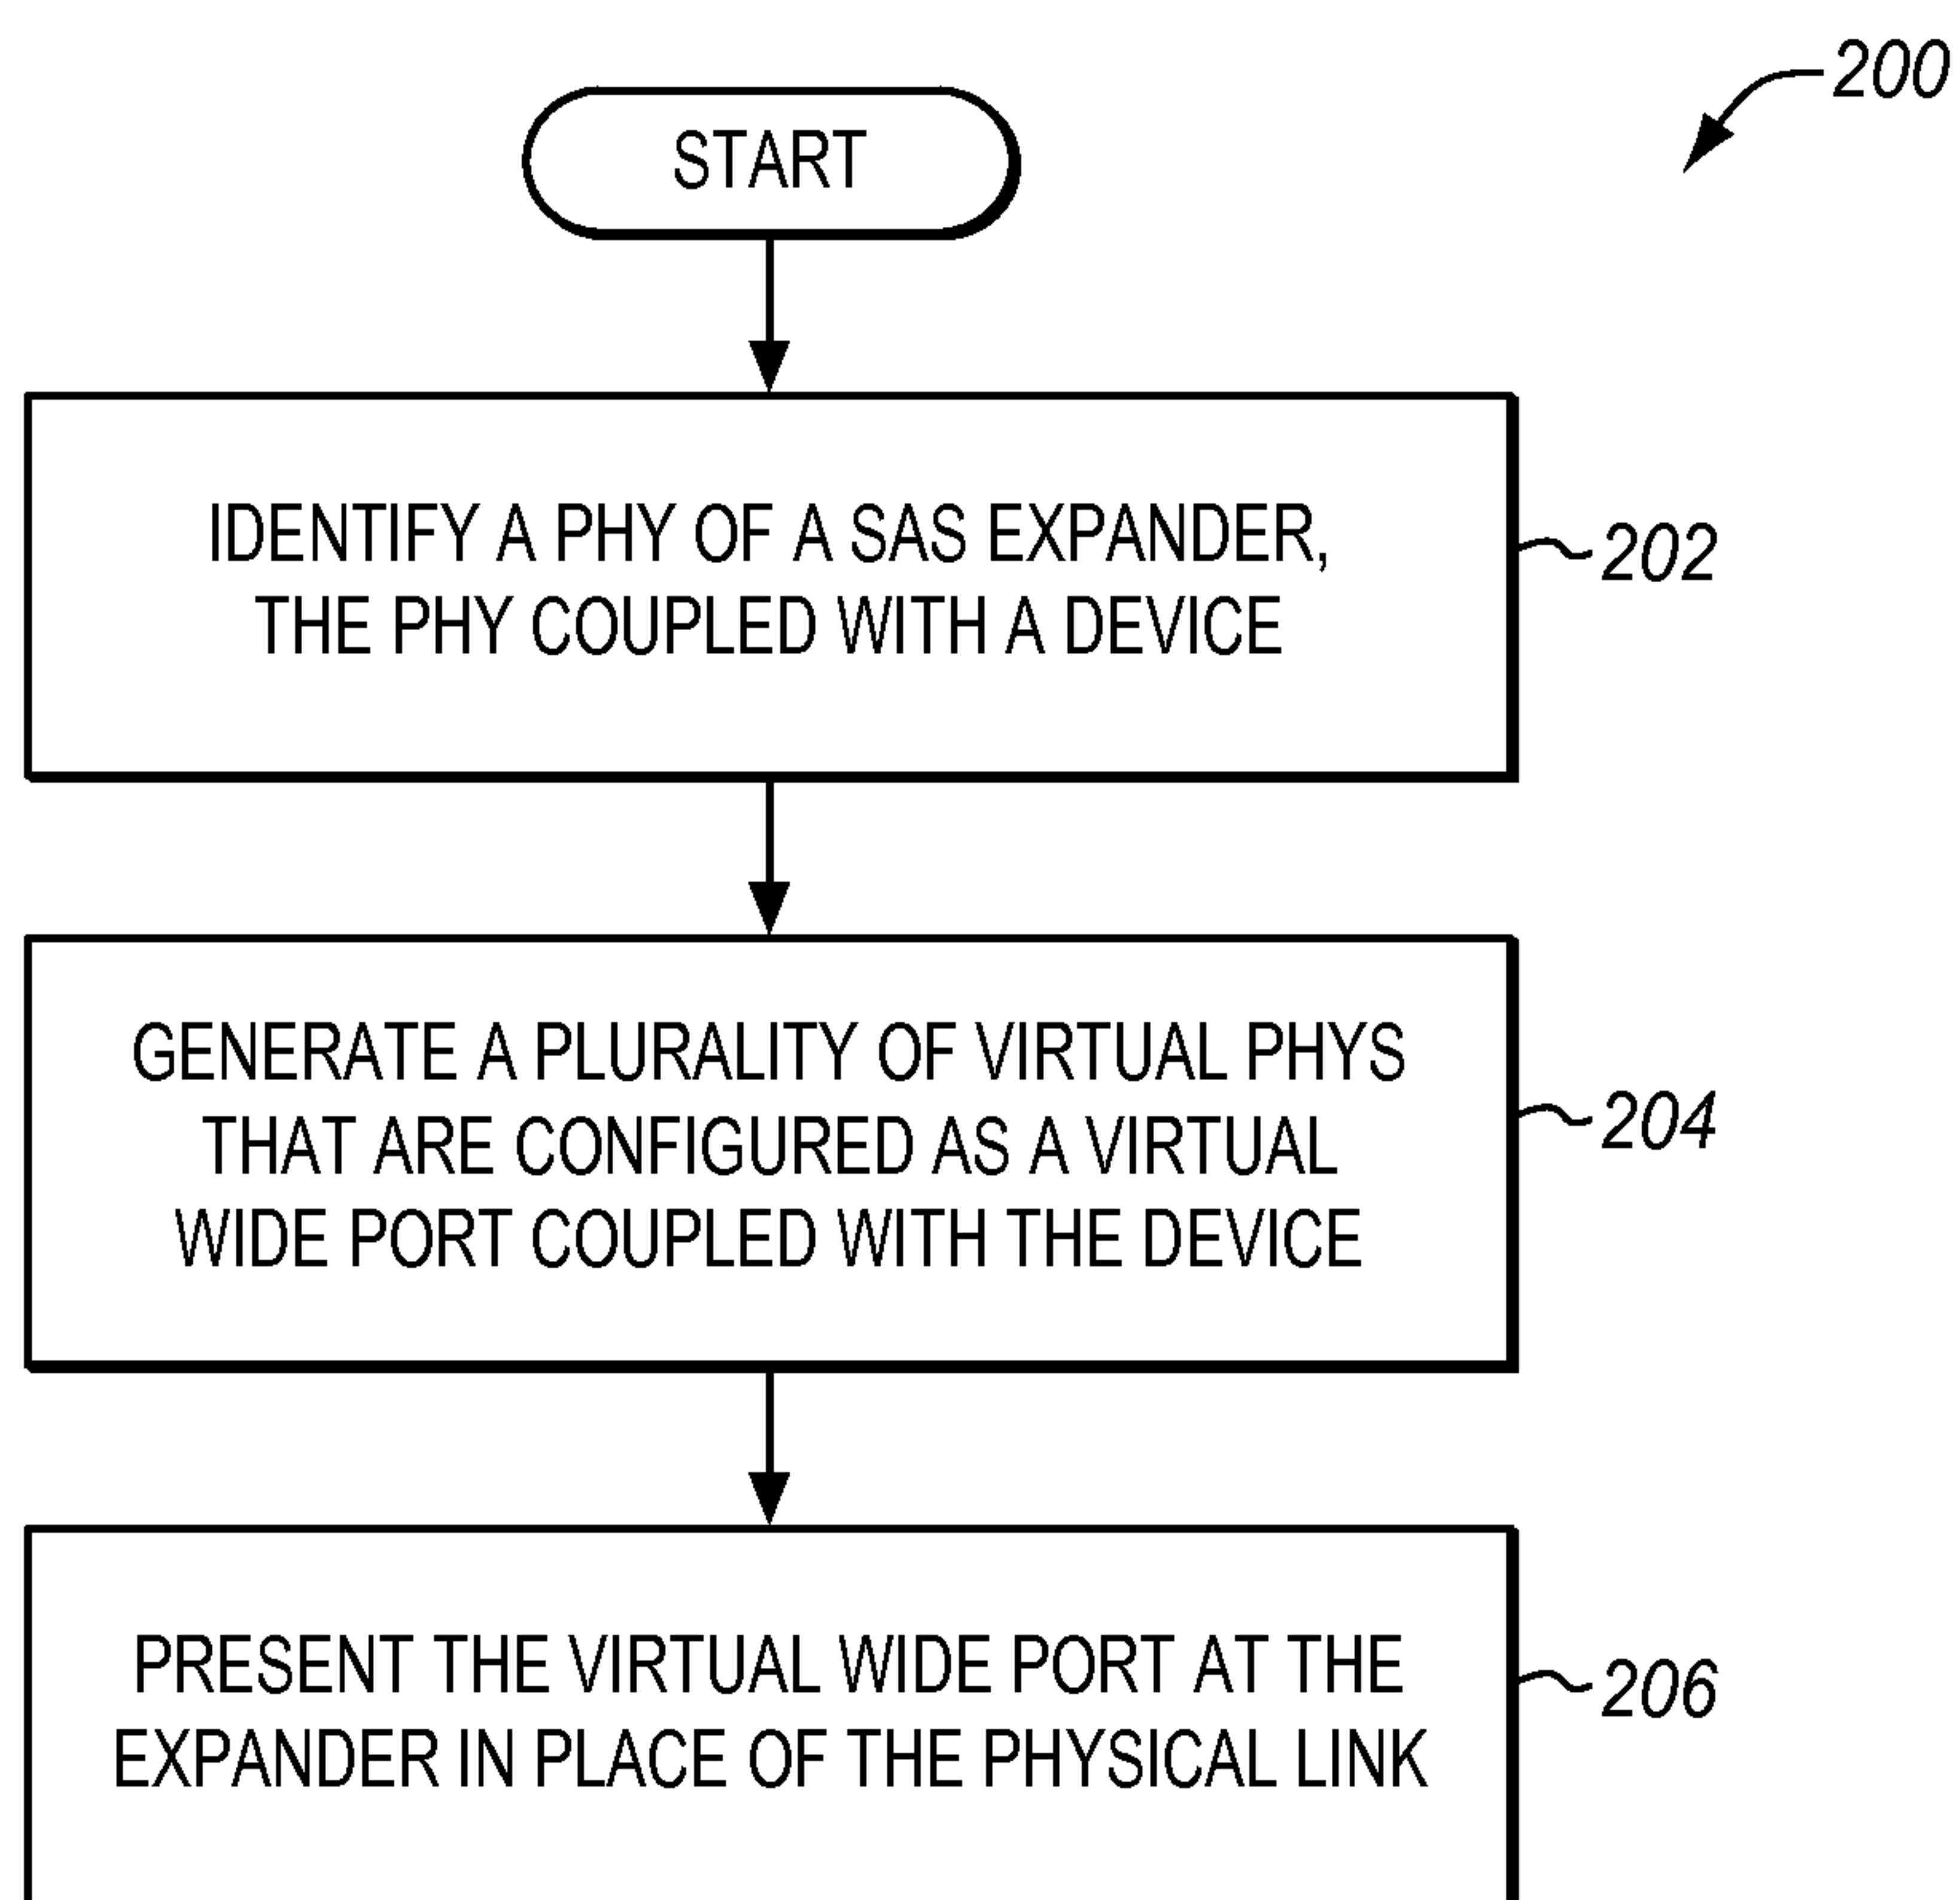 200
START
IDENTIFY A PHY OF A SAS EXPANDER,
THE PHY COUPLED WITH A DEVICE
202
GENERATE A PLURALITY OF VIRTUAL PHYS
THAT ARE CONFIGURED AS A VIRTUAL
WIDE PORT COUPLED WITH THE DEVICE
204
PRESENT THE VIRTUAL WIDE PORT AT THE
EXPANDER IN PLACE OF THE PHYSICAL LINK
206